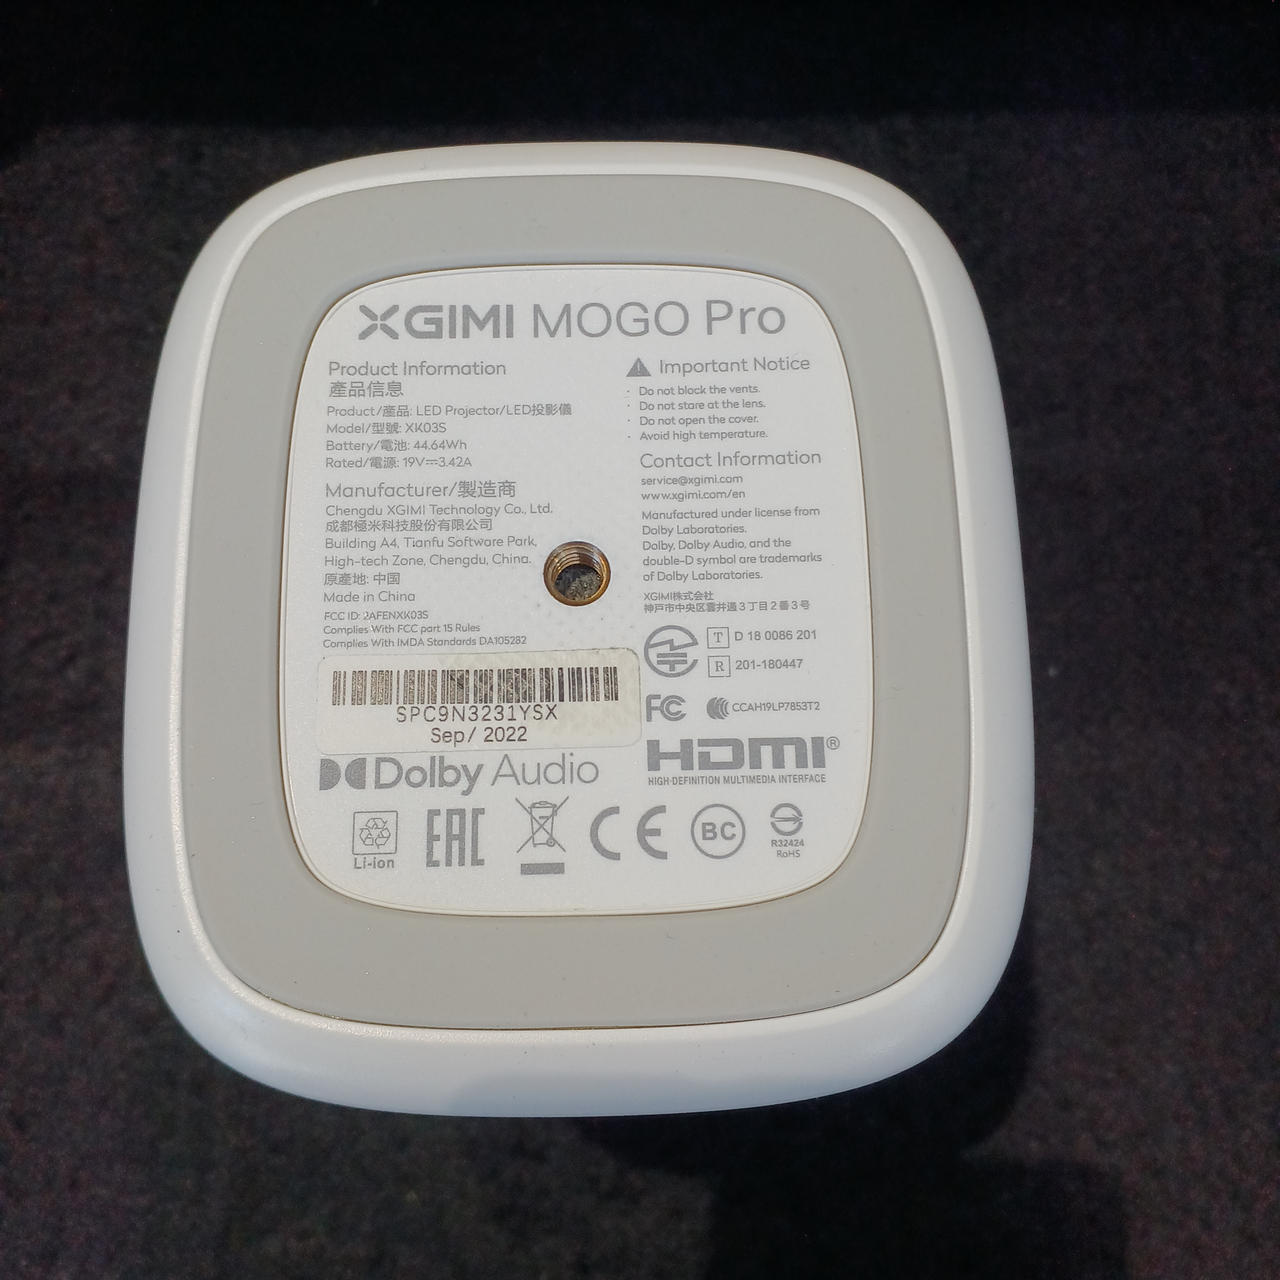 XGIMI MOGO Pro
Product Information
產品信息
Product/產品: LED Projector/LED投影儀
Model/型號: XK03S
Battery/電池: 44.64Wh
Rated/電源: 19V⎓3.42A
Manufacturer/製造商
Chengdu XGIMI Technology Co., Ltd.
成都極米科技股份有限公司
Building A4, Tianfu Software Park,
High-tech Zone, Chengdu, China.
原產地: 中国
Made in China
FCC ID: 2AFENXK03S
Complies With FCC part 15 Rules
Complies With IMDA Standards DA105282
SPC9N3231YSX
Sep/ 2022
Dolby Audio
Li-ion
EAC
CE
BC
R32424
RoHS
Important Notice
· Do not block the vents.
· Do not stare at the lens.
· Do not open the cover.
· Avoid high temperature.
Contact Information
service@xgimi.com
www.xgimi.com/en
Manufactured under license from
Dolby Laboratories.
Dolby, Dolby Audio, and the
double-D symbol are trademarks
of Dolby Laboratories.
XGIMI株式会社
神戸市中央区雲井通3丁目2番3号
T D 18 0086 201
R 201-180447
FC CCAH19LP7853T2
HDMI®
HIGH-DEFINITION MULTIMEDIA INTERFACE